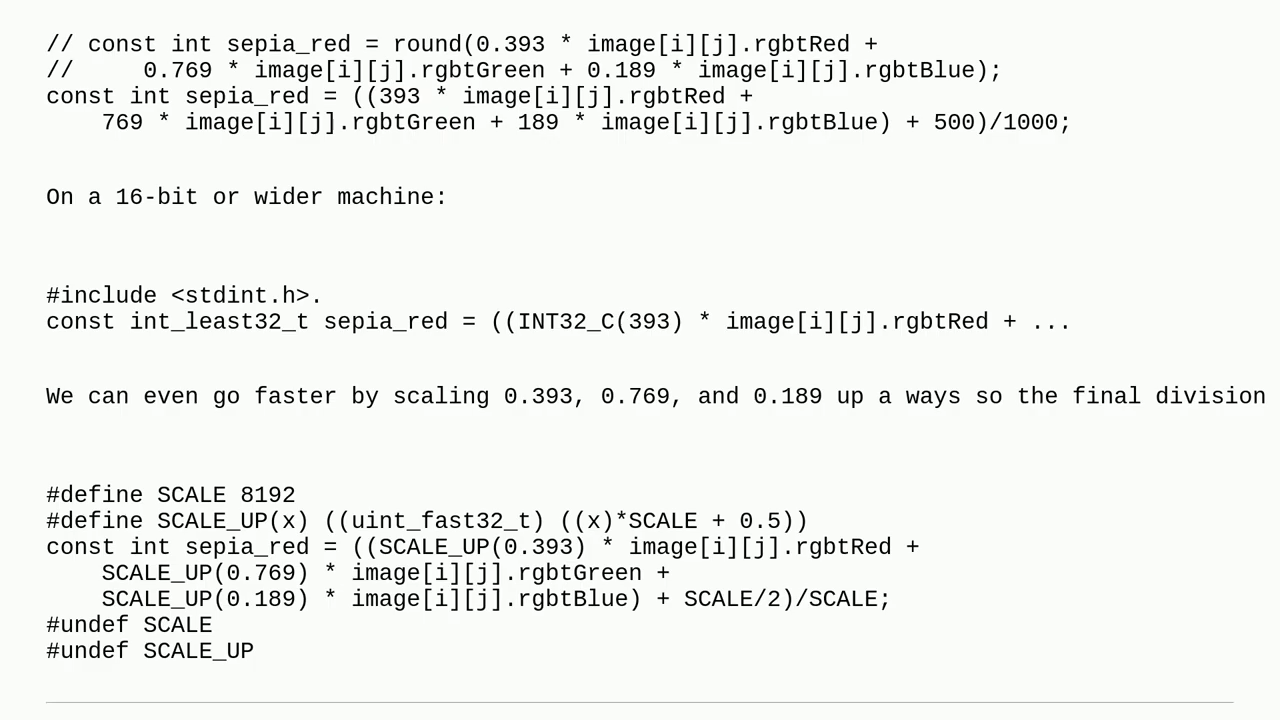 // const int sepia_red = round(0.393 * image[i][j].rgbtRed +
//     0.769 * image[i][j].rgbtGreen + 0.189 * image[i][j].rgbtBlue);
const int sepia_red = ((393 * image[i][j].rgbtRed +
    769 * image[i][j].rgbtGreen + 189 * image[i][j].rgbtBlue) + 500)/1000;
On a 16-bit or wider machine:
#include <stdint.h>.
const int_least32_t sepia_red = ((INT32_C(393) * image[i][j].rgbtRed + ...
We can even go faster by scaling 0.393, 0.769, and 0.189 up a ways so the final division
#define SCALE 8192
#define SCALE_UP(x) ((uint_fast32_t) ((x)*SCALE + 0.5))
const int sepia_red = ((SCALE_UP(0.393) * image[i][j].rgbtRed +
    SCALE_UP(0.769) * image[i][j].rgbtGreen +
    SCALE_UP(0.189) * image[i][j].rgbtBlue) + SCALE/2)/SCALE;
#undef SCALE
#undef SCALE_UP